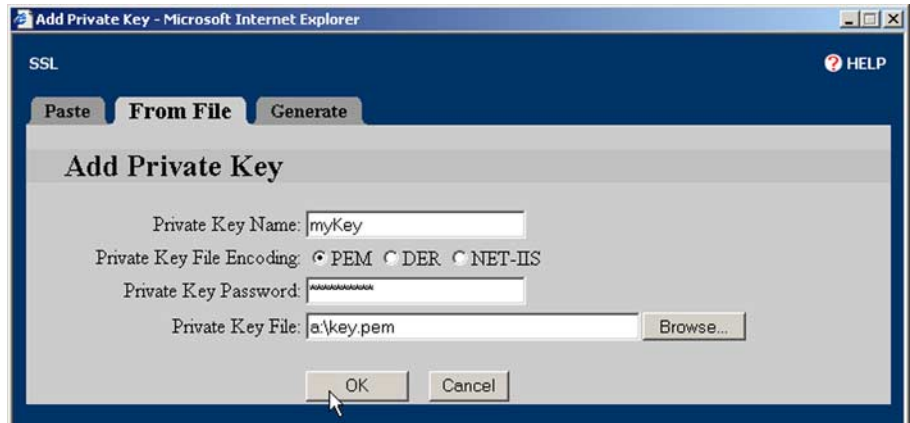 Add Private Key - Microsoft Internet Explorer
SSL ? HELP
Paste From File Generate
Add Private Key
Private Key Name: myKey
Private Key File Encoding: PEM DER NET-IIS
Private Key Password: **********
Private Key File: a:\key.pem Browse...
OK Cancel